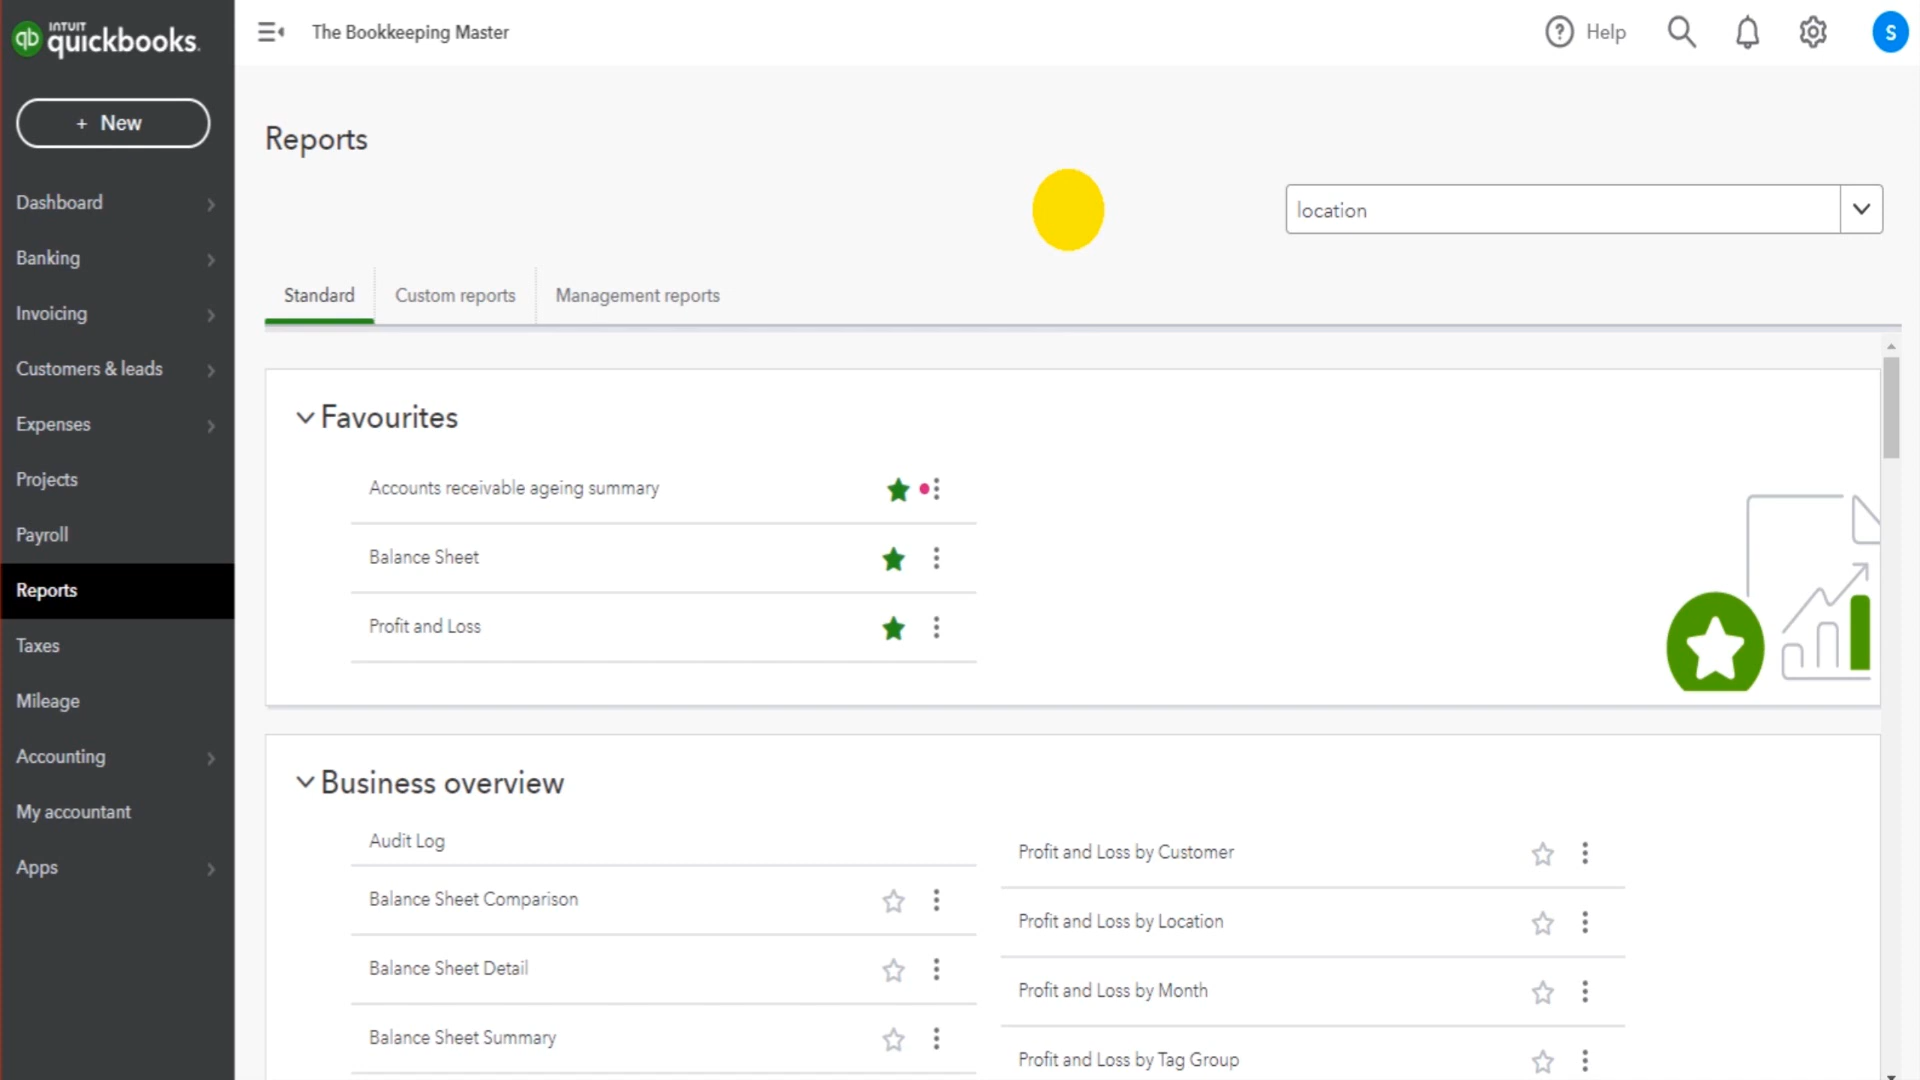 INTUIT
quickbooks.
The Bookkeeping Master
Help
S
+ New
Dashboard
Banking
Invoicing
Customers & leads
Expenses
Projects
Payroll
Reports
Taxes
Mileage
Accounting
My accountant
Apps
Reports
location
Standard
Custom reports
Management reports
Favourites
Accounts receivable ageing summary
Balance Sheet
Profit and Loss
Business overview
Audit Log
Balance Sheet Comparison
Balance Sheet Detail
Balance Sheet Summary
Profit and Loss by Customer
Profit and Loss by Location
Profit and Loss by Month
Profit and Loss by Tag Group